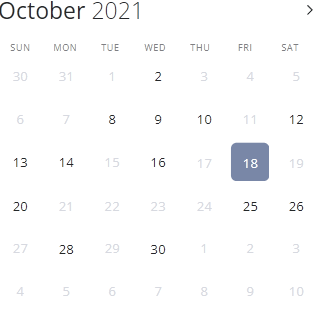 October 2021
SUN MON TUE WED THU FRI SAT
30 31 1 2 3 4 5
6 7 8 9 10 11 12
13 14 15 16 17 18 19
20 21 22 23 24 25 26
27 28 29 30 1 2 3
4 5 6 7 8 9 10